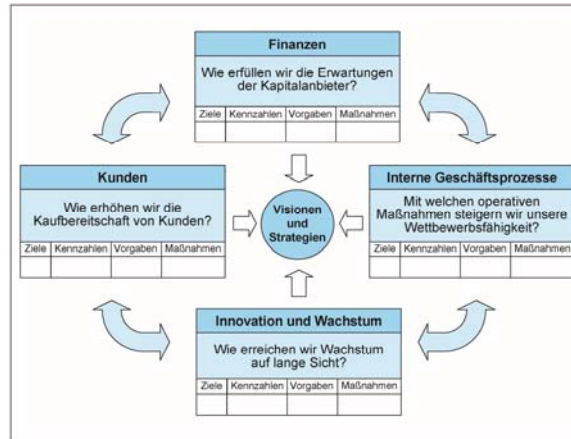 Finanzen
Wie erfüllen wir die Erwartungen
der Kapitalanbieter?
Ziele Kennzahlen Vorgaben Maßnahmen
Kunden
Wie erhöhen wir die
Kaufbereitschaft von Kunden?
Ziele Kennzahlen Vorgaben Maßnahmen
Visionen
und
Strategien
Interne Geschäftsprozesse
Mit welchen operativen
Maßnahmen steigern wir unsere
Wettbewerbsfähigkeit?
Ziele Kennzahlen Vorgaben Maßnahmen
Innovation und Wachstum
Wie erreichen wir Wachstum
auf lange Sicht?
Ziele Kennzahlen Vorgaben Maßnahmen